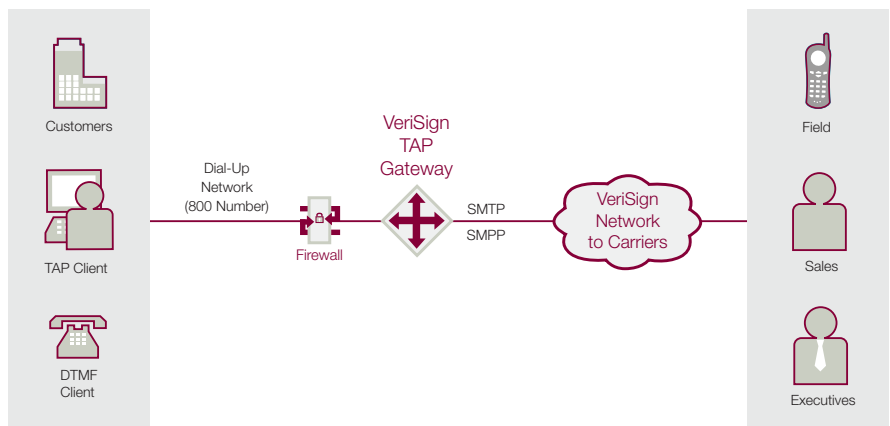 Customers
TAP Client
DTMF
Client
Dial-Up
Network
(800 Number)
Firewall
VeriSign
TAP
Gateway
SMTP
SMPP
VeriSign
Network
to Carriers
Field
Sales
Executives